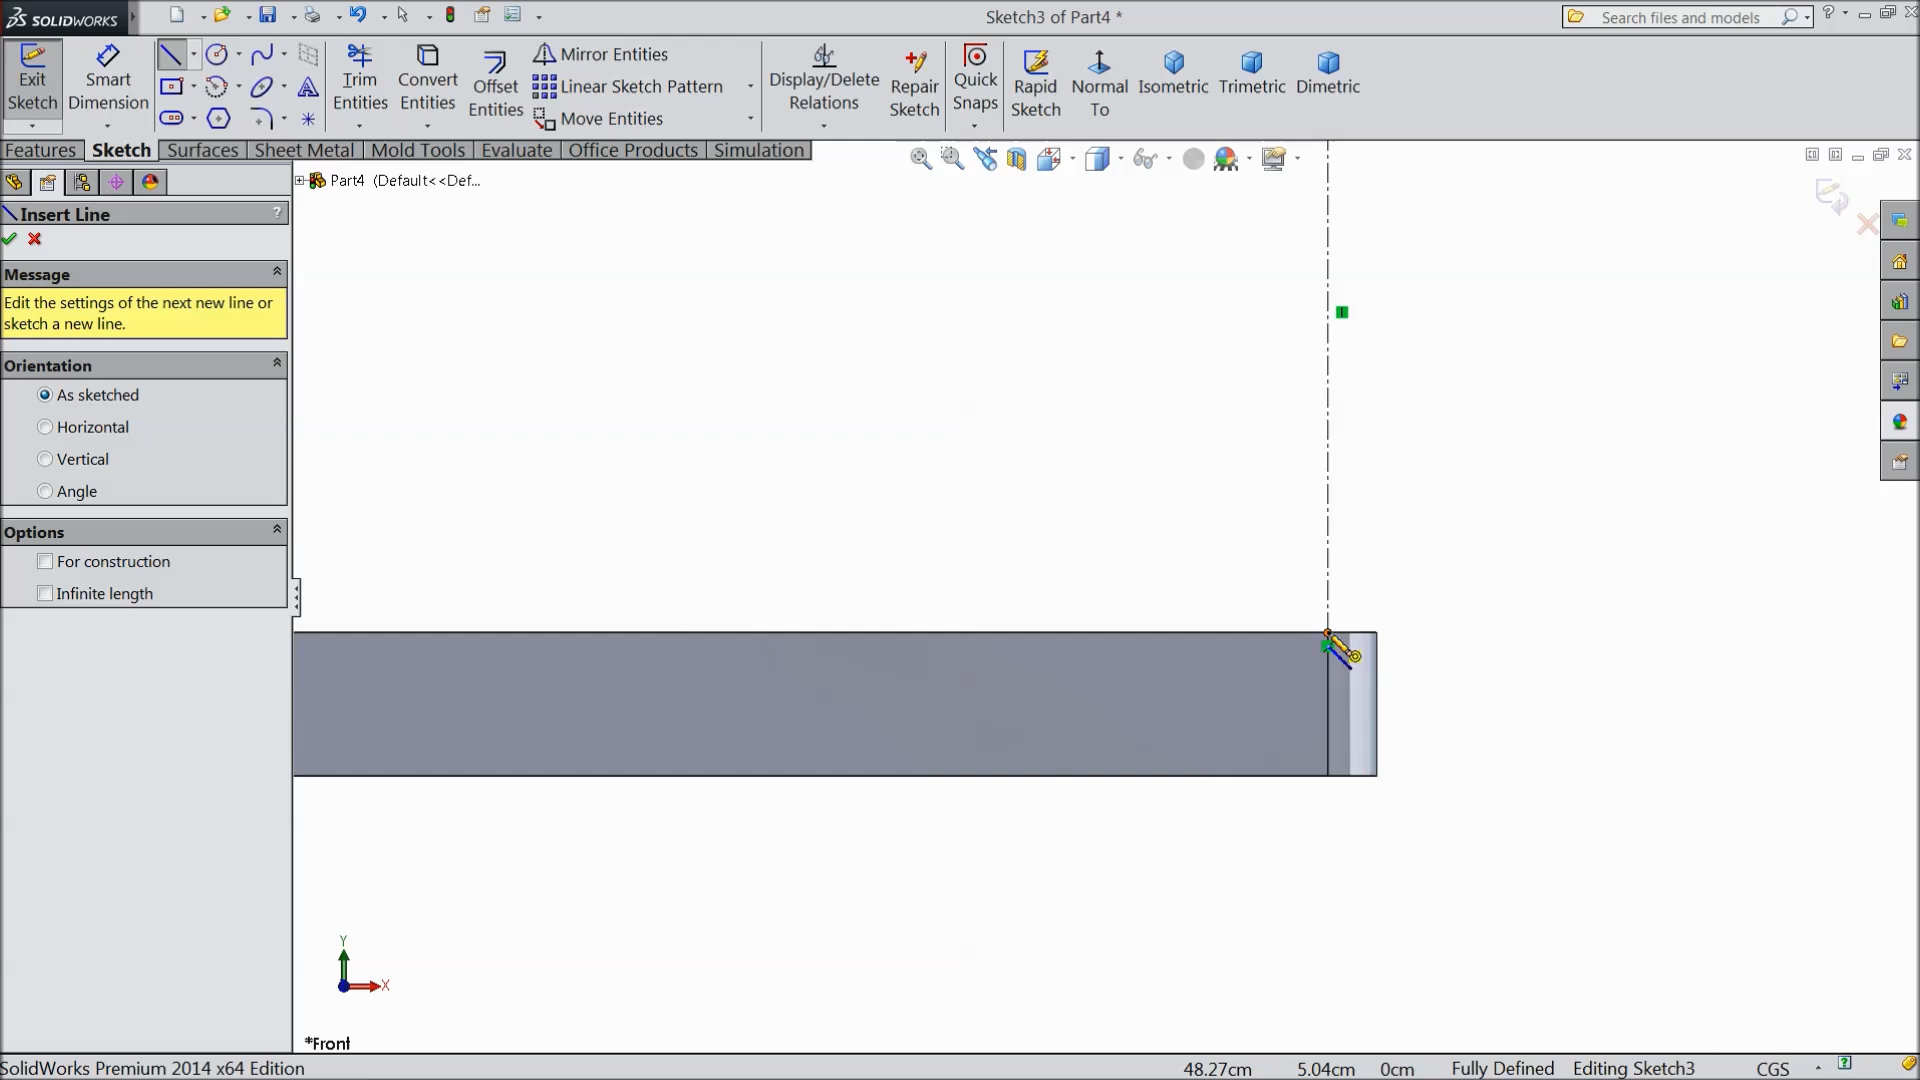 SOLIDWORKS
Sketch3 of Part4 *
Search files and models
Exit Sketch
Smart Dimension
Trim Entities
Convert Entities
Offset Entities
Mirror Entities
Linear Sketch Pattern
Move Entities
Display/Delete Relations
Repair Sketch
Quick Snaps
Rapid Sketch
Normal To
Isometric
Trimetric
Dimetric
Features
Sketch
Surfaces
Sheet Metal
Mold Tools
Evaluate
Office Products
Simulation
Part4 (Default<<Def...
Insert Line
?
Message
Edit the settings of the next new line or
sketch a new line.
Orientation
As sketched
Horizontal
Vertical
Angle
Options
For construction
Infinite length
Y
X
*Front
SolidWorks Premium 2014 x64 Edition
48.27cm
5.04cm
0cm
Fully Defined
Editing Sketch3
CGS